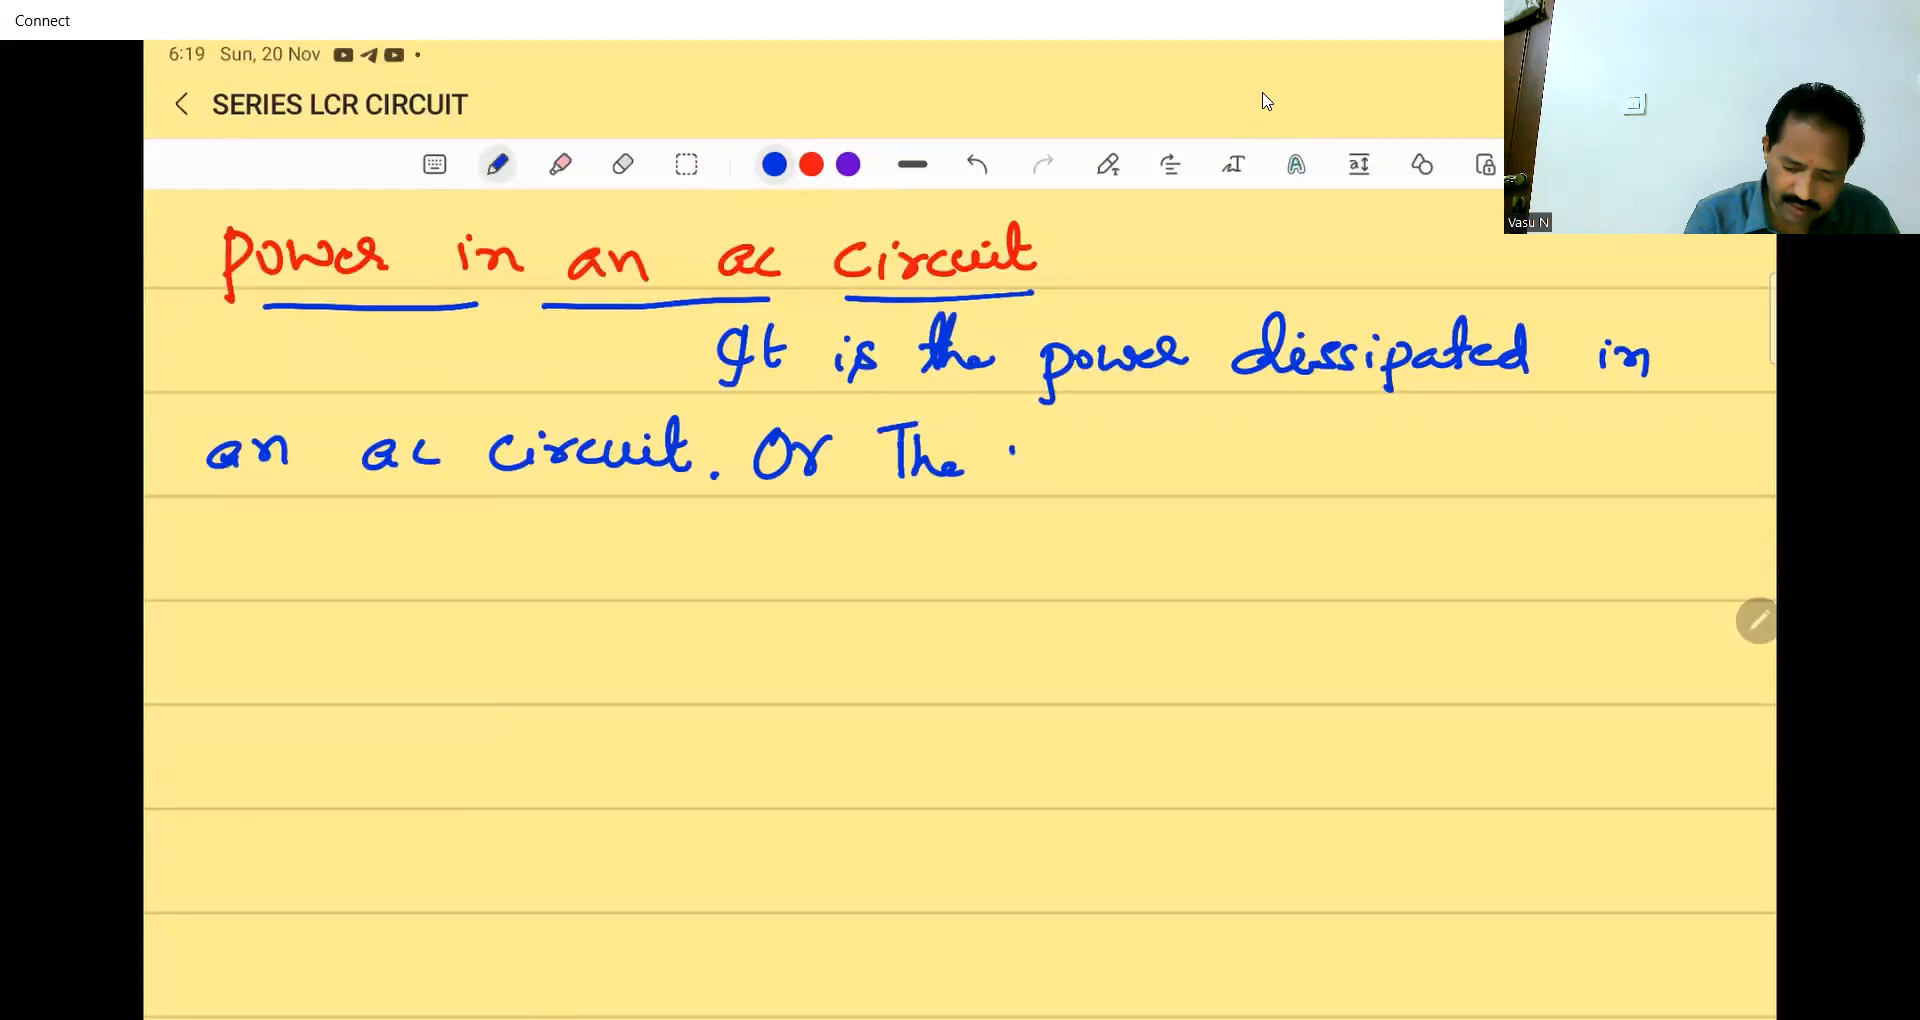 Connect
6:19 Sun, 20 Nov
SERIES LCR CIRCUIT
Vasu N
Power in an ac circuit
It is the power dissipated in
an ac circuit. Or The